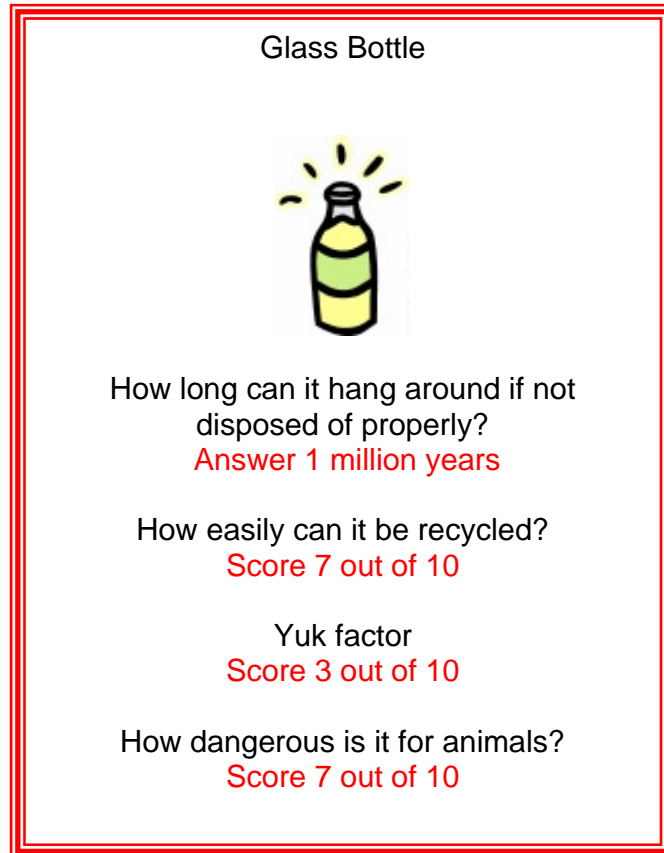 Glass Bottle
How long can it hang around if not
disposed of properly?
Answer 1 million years
How easily can it be recycled?
Score 7 out of 10
Yuk factor
Score 3 out of 10
How dangerous is it for animals?
Score 7 out of 10